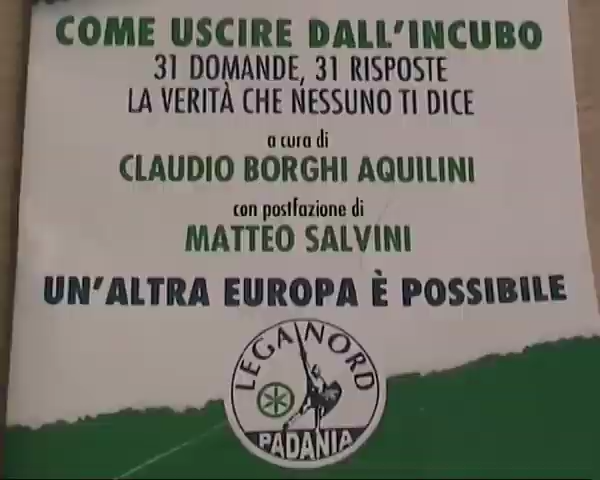 COME USCIRE DALL'INCUBO
31 DOMANDE, 31 RISPOSTE
LA VERITÀ CHE NESSUNO TI DICE
a cura di
CLAUDIO BORGHI AQUILINI
con postfazione di
MATTEO SALVINI
UN'ALTRA EUROPA È POSSIBILE
LEGA NORD
PADANIA